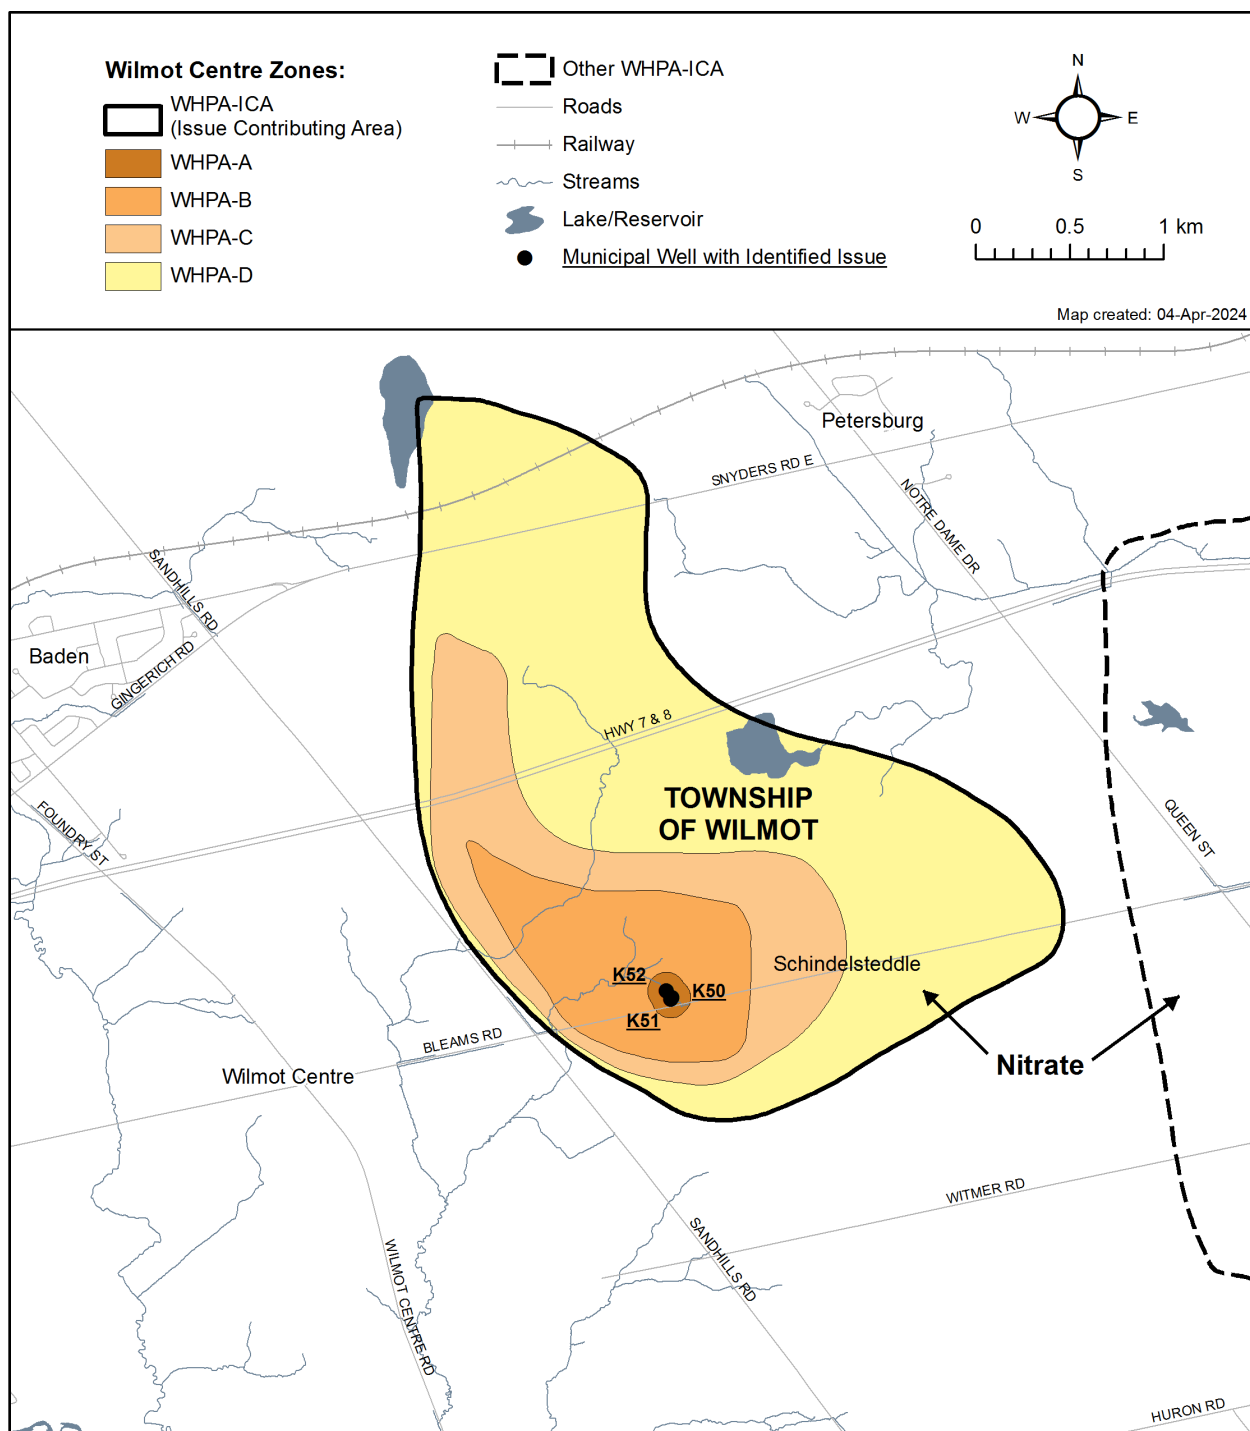 Wilmot Centre Zones:
WHPA-ICA
(Issue Contributing Area)
WHPA-A
WHPA-B
WHPA-C
WHPA-D
Other WHPA-ICA
Roads
Railway
Streams
Lake/Reservoir
Municipal Well with Identified Issue
N
W
E
S
0
0.5
1 km
Map created: 04-Apr-2024
Petersburg
SNYDERS RD E
NOTRE DAME DR
SANDHILLS RD
Baden
GINGERICH RD
HWY 7 & 8
TOWNSHIP
OF WILMOT
FOUNDRY ST
QUEEN ST
Schindelsteddle
K52
K50
K51
BLEAMS RD
Nitrate
Wilmot Centre
WITMER RD
SANDHILLS RD
WILMOT CENTRE RD
HURON RD